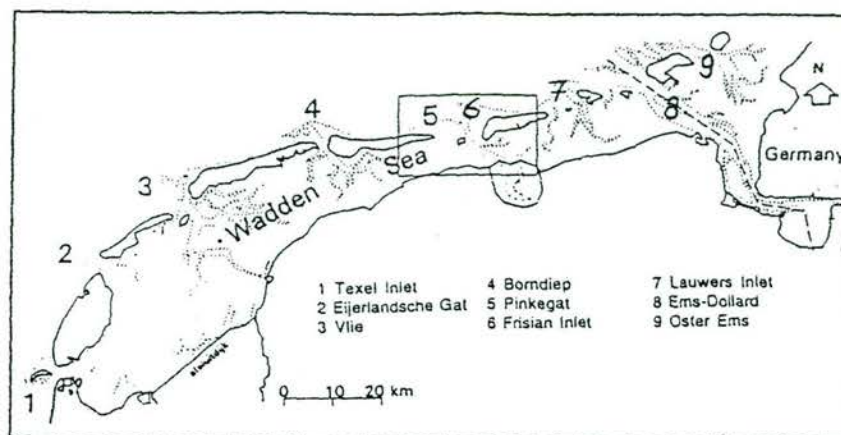 9
N
7
4
5
6
8
Germany
Wadden Sea
3
2
1 Texel Inlet
2 Eijerlandsche Gat
3 Vlie
4 Borndiep
5 Pinkegat
6 Frisian Inlet
7 Lauwers Inlet
8 Ems-Dollard
9 Oster Ems
1
0 10 20 km